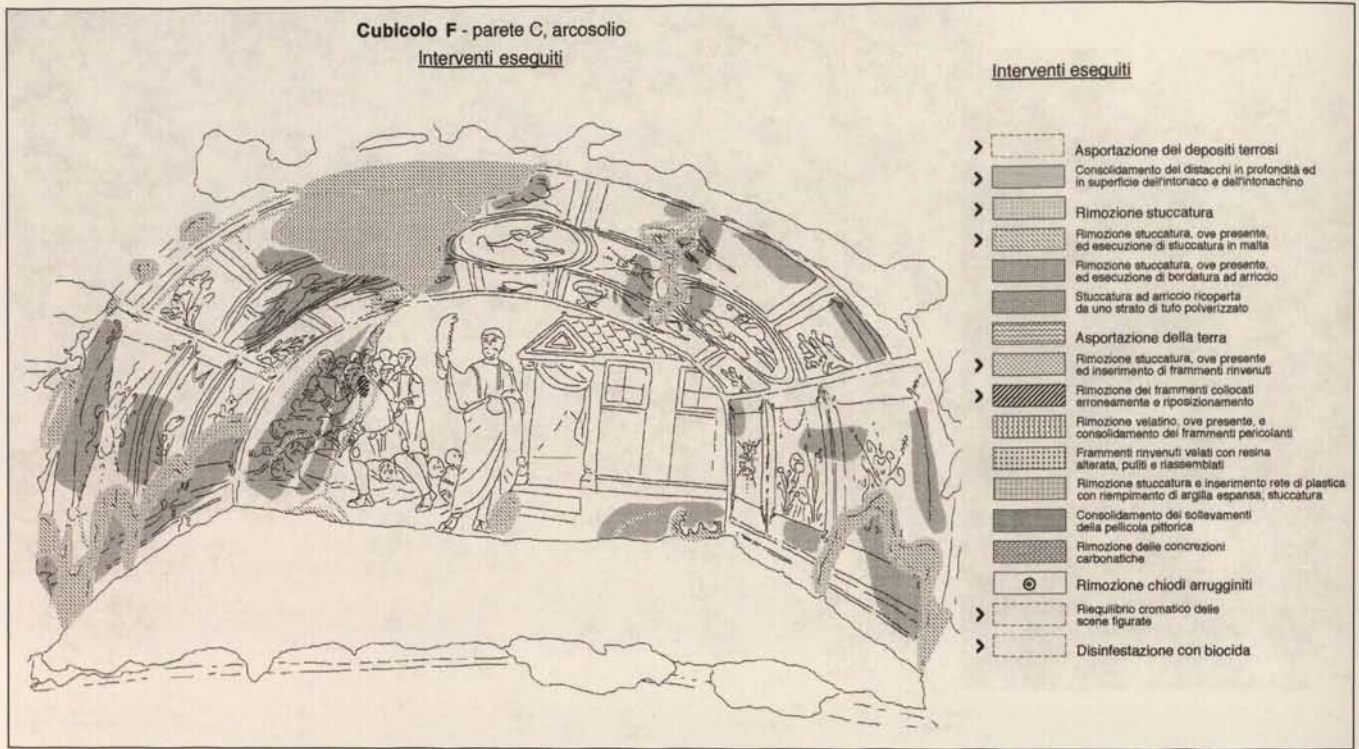 Cubicolo F - parete C, arcosolio
Interventi eseguiti
Interventi eseguiti
Asportazione dei depositi terrosi
Consolidamento dei distacchi in profondità ed
in superficie dell'intonaco e dell'intonachino
Rimozione stuccatura
Rimozione stuccatura, ove presente,
ed esecuzione di stuccatura in malta
Rimozione stuccatura, ove presente,
ed esecuzione di bordatura ad arriccio
Stuccatura ad arriccio ricoperta
da uno strato di tufo polverizzato
Asportazione della terra
Rimozione stuccatura, ove presente
ed inserimento di frammenti rinvenuti
Rimozione dei frammenti collocati
erroneamente e riposizionamento
Rimozione velatino, ove presente, e
consolidamento dei frammenti pericolanti
Frammenti rinvenuti velati con resina
alterata, puliti e riassemblati
Rimozione stuccatura e inserimento rete di plastica
con riempimento di argilla espansa, stuccatura
Consolidamento dei sollevamenti
della pellicola pittorica
Rimozione delle concrezioni
carbonatiche
Rimozione chiodi arrugginiti
Riequilibrio cromatico delle
scene figurate
Disinfestazione con biocida